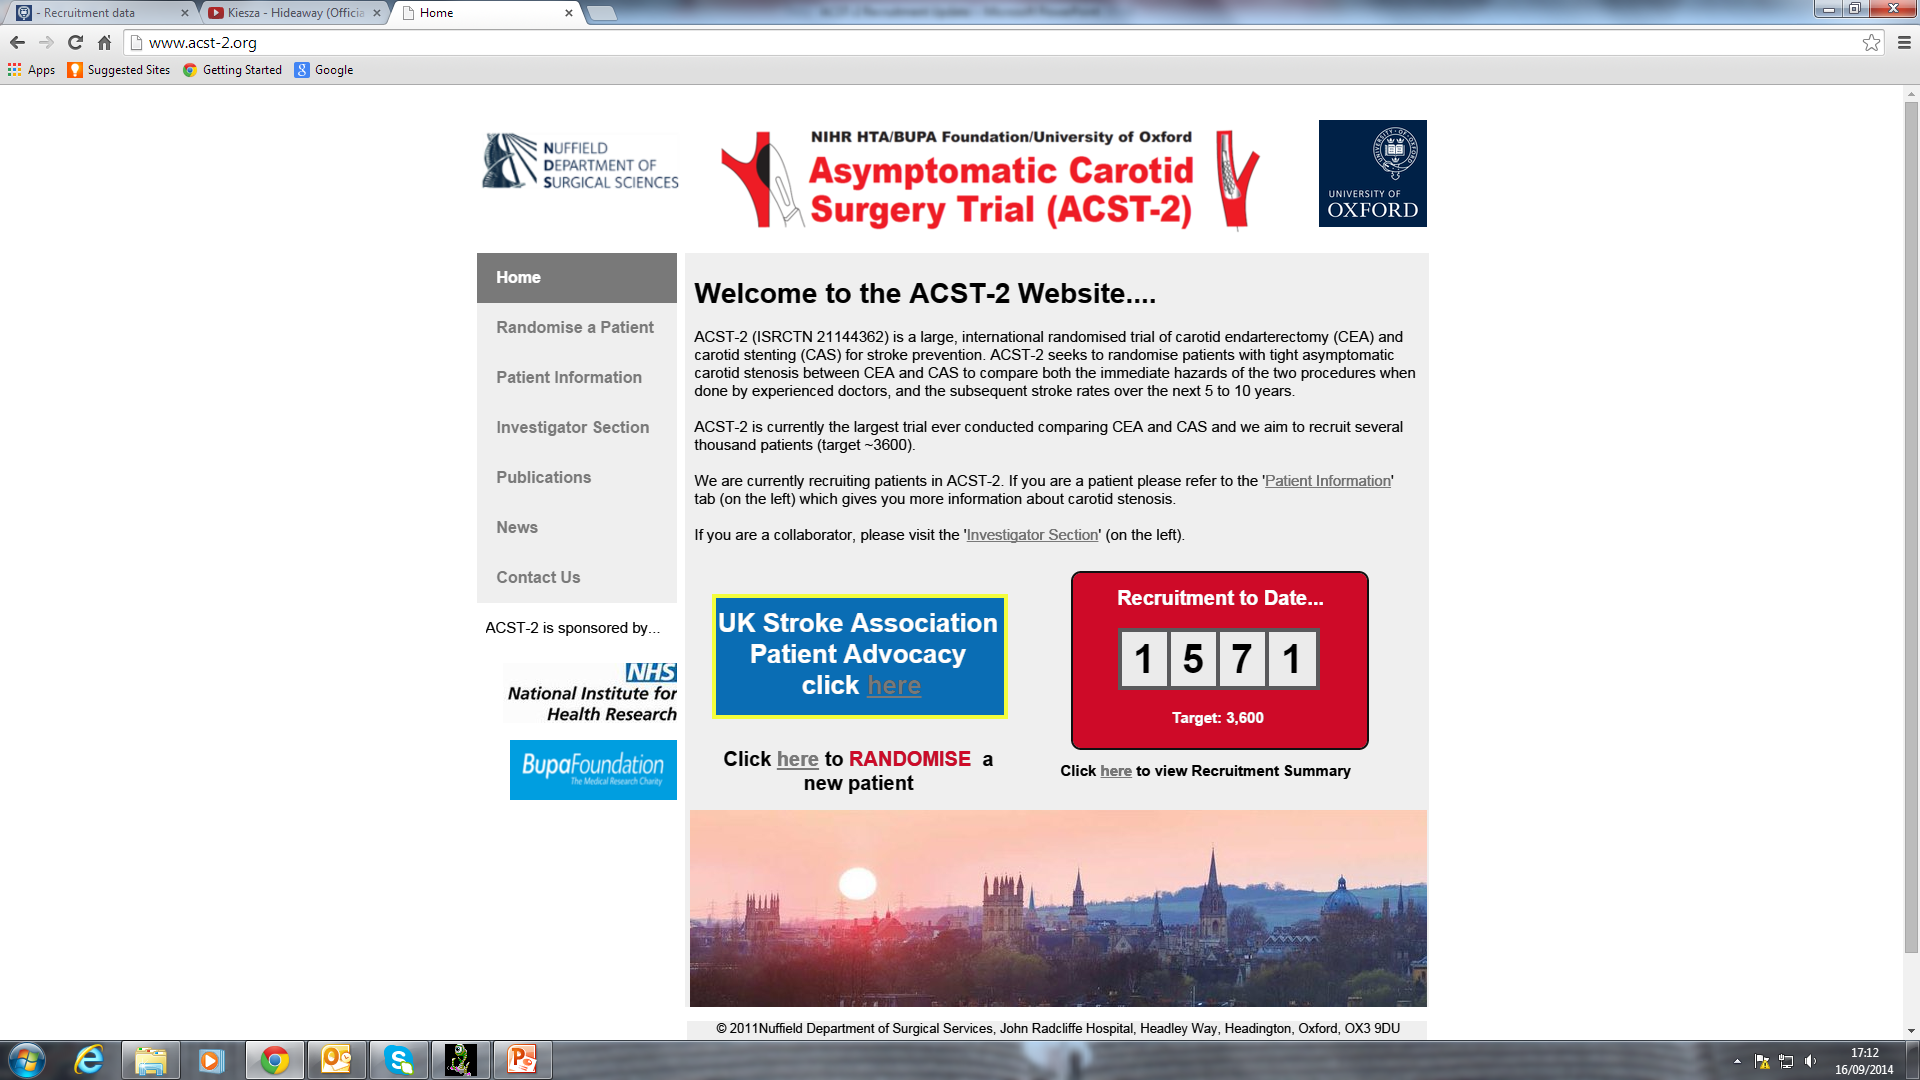 - Recruitment data
Kiesza - Hideaway (Officia
Home
www.acst-2.org
Apps
Suggested Sites
Getting Started
Google
NUFFIELD
DEPARTMENT OF
SURGICAL SCIENCES
NIHR HTA/BUPA Foundation/University of Oxford
Asymptomatic Carotid
Surgery Trial (ACST-2)
UNIVERSITY OF
OXFORD
Home
Randomise a Patient
Patient Information
Investigator Section
Publications
News
Contact Us
ACST-2 is sponsored by...
NHS
National Institute for
Health Research
BupaFoundation
The Medical Research Charity
Welcome to the ACST-2 Website....
ACST-2 (ISRCTN 21144362) is a large, international randomised trial of carotid endarterectomy (CEA) and
carotid stenting (CAS) for stroke prevention. ACST-2 seeks to randomise patients with tight asymptomatic
carotid stenosis between CEA and CAS to compare both the immediate hazards of the two procedures when
done by experienced doctors, and the subsequent stroke rates over the next 5 to 10 years.
ACST-2 is currently the largest trial ever conducted comparing CEA and CAS and we aim to recruit several
thousand patients (target ~3600).
We are currently recruiting patients in ACST-2. If you are a patient please refer to the 'Patient Information'
tab (on the left) which gives you more information about carotid stenosis.
If you are a collaborator, please visit the 'Investigator Section' (on the left).
UK Stroke Association
Patient Advocacy
click here
Click here to RANDOMISE a
new patient
Recruitment to Date...
1 5 7 1
Target: 3,600
Click here to view Recruitment Summary
© 2011Nuffield Department of Surgical Services, John Radcliffe Hospital, Headley Way, Headington, Oxford, OX3 9DU
17:12
16/09/2014